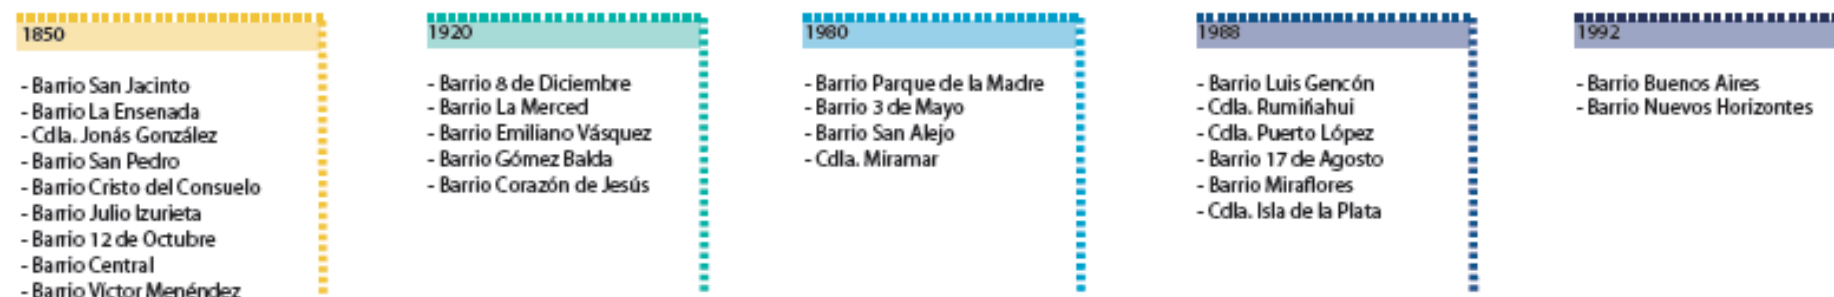 1850
- Barrio San Jacinto
- Barrio La Ensenada
- Cdla. Jonás González
- Barrio San Pedro
- Barrio Cristo del Consuelo
- Barrio Julio Izurieta
- Barrio 12 de Octubre
- Barrio Central
- Barrio Víctor Menéndez
1920
- Barrio 8 de Diciembre
- Barrio La Merced
- Barrio Emiliano Vásquez
- Barrio Gómez Balda
- Barrio Corazón de Jesús
1980
- Barrio Parque de la Madre
- Barrio 3 de Mayo
- Barrio San Alejo
- Cdla. Miramar
1988
- Barrio Luis Gencón
- Cdla. Rumiñahui
- Cdla. Puerto López
- Barrio 17 de Agosto
- Barrio Miraflores
- Cdla. Isla de la Plata
1992
- Barrio Buenos Aires
- Barrio Nuevos Horizontes